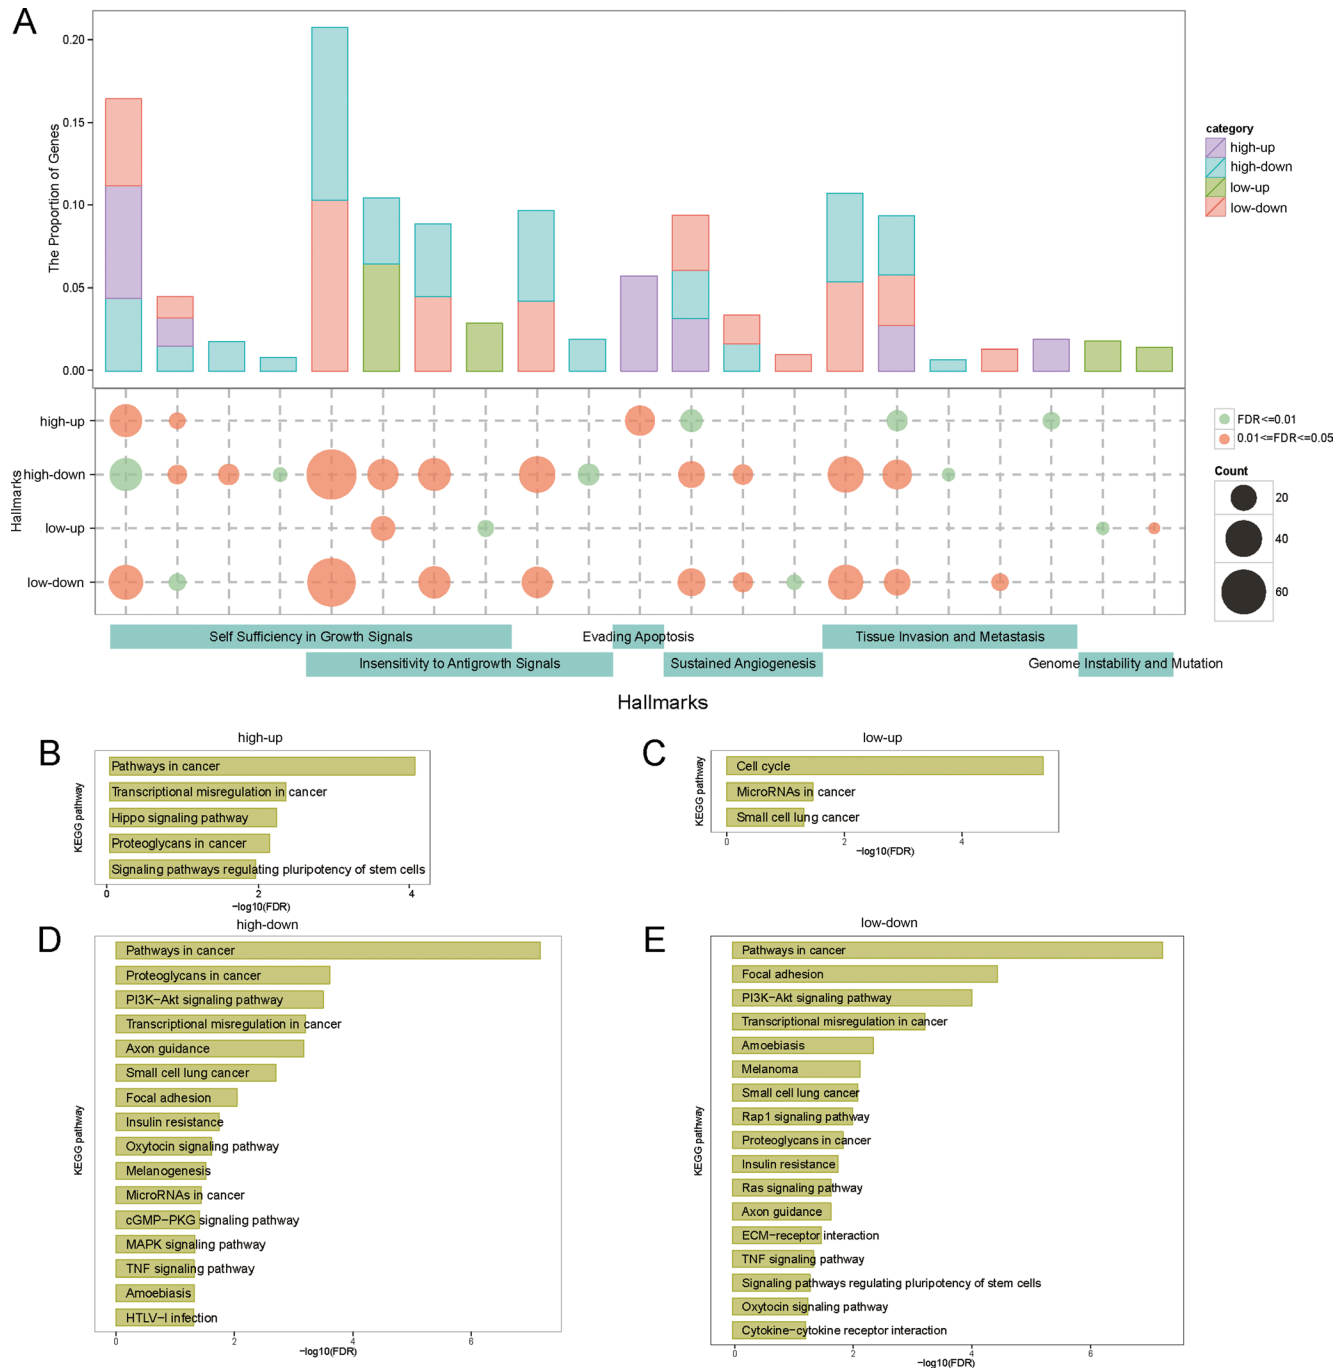 A
0.20
0.15
0.10
0.05
0.00
The Proportion of Genes
category
high-up
high-down
low-up
low-down
high-up
high-down
low-up
low-down
Hallmarks
FDR<=0.01
0.01<=FDR<=0.05
Count
20
40
60
Self Sufficiency in Growth Signals
Evading Apoptosis
Tissue Invasion and Metastasis
Insensitivity to Antigrowth Signals
Sustained Angiogenesis
Genome Instability and Mutation
Hallmarks
B
high-up
KEGG pathway
Pathways in cancer
Transcriptional misregulation in cancer
Hippo signaling pathway
Proteoglycans in cancer
Signaling pathways regulating pluripotency of stem cells
0 2 4
−log10(FDR)
C
low-up
KEGG pathway
Cell cycle
MicroRNAs in cancer
Small cell lung cancer
0 2 4
−log10(FDR)
D
high-down
KEGG pathway
Pathways in cancer
Proteoglycans in cancer
PI3K−Akt signaling pathway
Transcriptional misregulation in cancer
Axon guidance
Small cell lung cancer
Focal adhesion
Insulin resistance
Oxytocin signaling pathway
Melanogenesis
MicroRNAs in cancer
cGMP−PKG signaling pathway
MAPK signaling pathway
TNF signaling pathway
Amoebiasis
HTLV−I infection
0 2 4 6
−log10(FDR)
E
low-down
KEGG pathway
Pathways in cancer
Focal adhesion
PI3K−Akt signaling pathway
Transcriptional misregulation in cancer
Amoebiasis
Melanoma
Small cell lung cancer
Rap1 signaling pathway
Proteoglycans in cancer
Insulin resistance
Ras signaling pathway
Axon guidance
ECM−receptor interaction
TNF signaling pathway
Signaling pathways regulating pluripotency of stem cells
Oxytocin signaling pathway
Cytokine−cytokine receptor interaction
0 2 4 6
−log10(FDR)